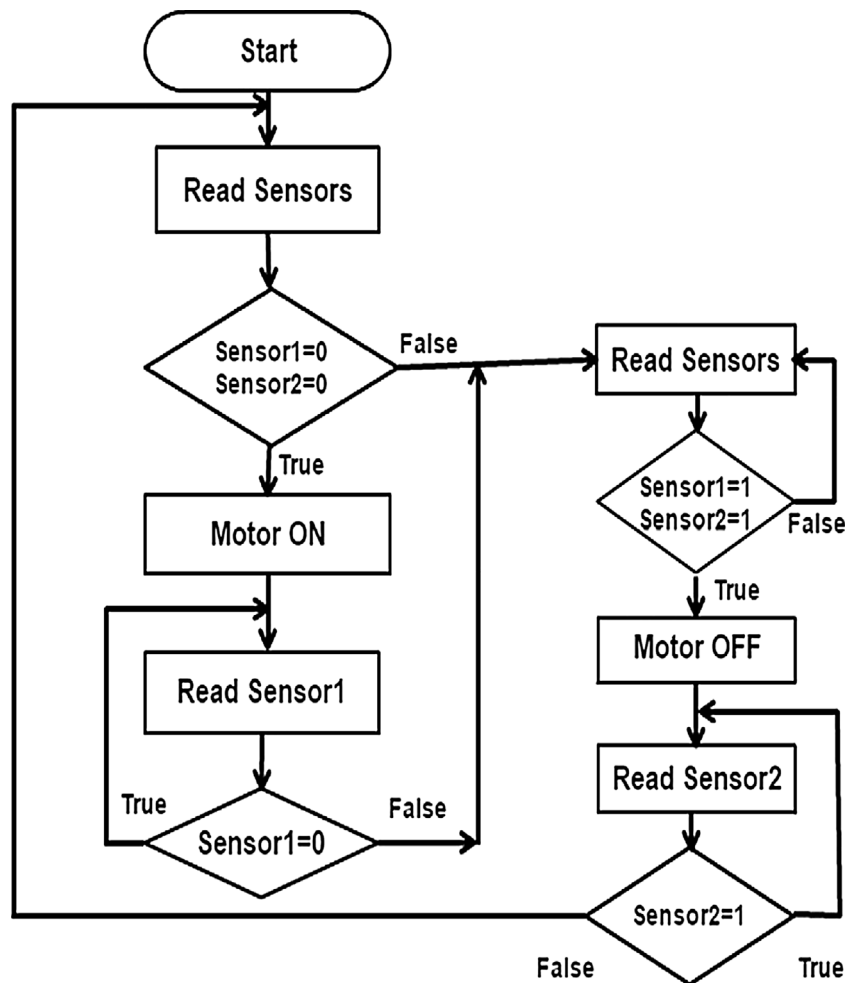 Start
Read Sensors
Sensor1=0
Sensor2=0
False
True
Motor ON
Read Sensor1
True
False
Sensor1=0
Read Sensors
Sensor1=1
Sensor2=1
False
True
Motor OFF
Read Sensor2
Sensor2=1
False
True